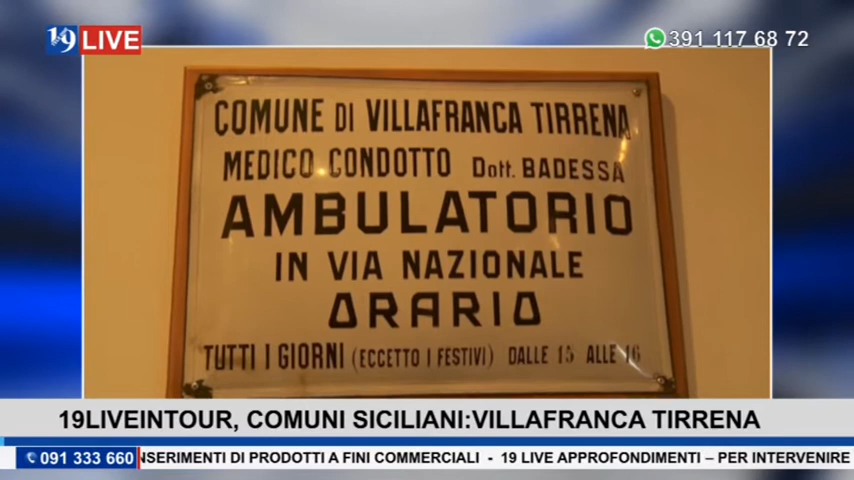 19 LIVE
391 117 68 72
COMUNE DI VILLAFRANCA TIRRENA
MEDICO CONDOTTO Dott. BADESSA
AMBULATORIO
IN VIA NAZIONALE
ORARIO
TUTTI I GIORNI (ECCETTO I FESTIVI) DALLE 15 ALLE 16
19LIVEINTOUR, COMUNI SICILIANI:VILLAFRANCA TIRRENA
091 333 660 NSERIMENTI DI PRODOTTI A FINI COMMERCIALI - 19 LIVE APPROFONDIMENTI – PER INTERVENIRE